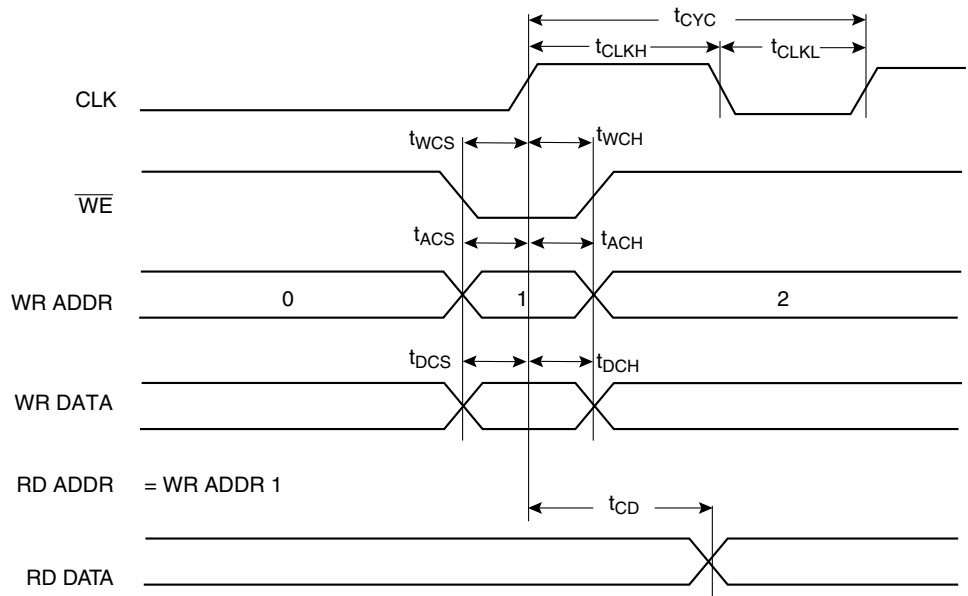 tCYC
tCLKH tCLKL
CLK
tWCS tWCH
WE
tACS tACH
WR ADDR 0 1 2
tDCS tDCH
WR DATA
RD ADDR = WR ADDR 1
tCD
RD DATA